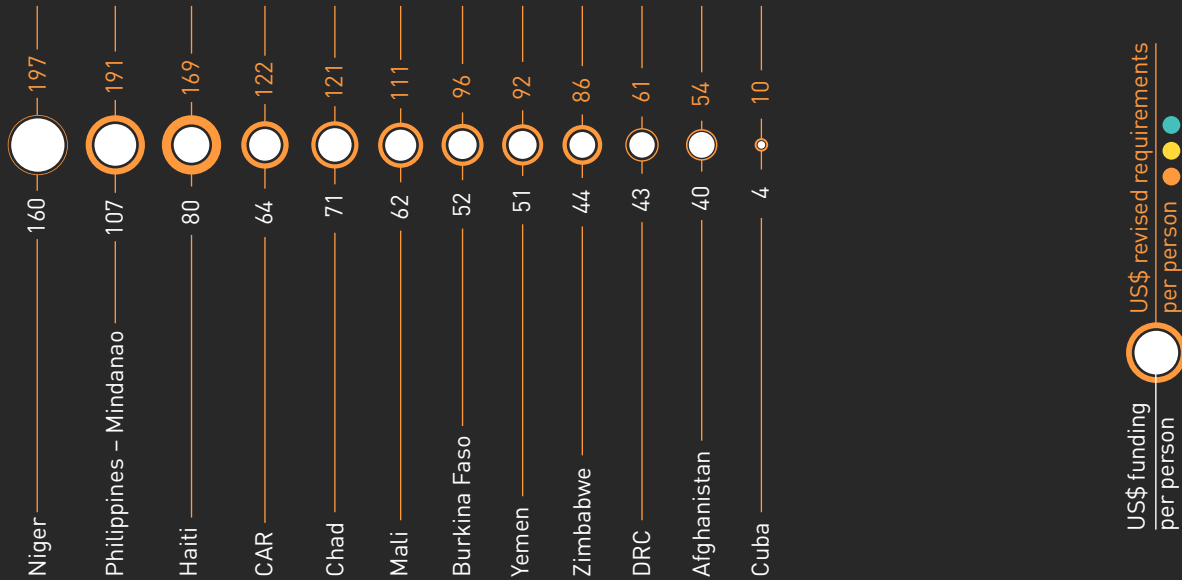 Niger 160 197
Philippines – Mindanao 107 191
Haiti 80 169
CAR 64 122
Chad 71 121
Mali 62 111
Burkina Faso 52 96
Yemen 51 92
Zimbabwe 44 86
DRC 43 61
Afghanistan 40 54
Cuba 4 10
US$ funding
per person
US$ revised requirements
per person